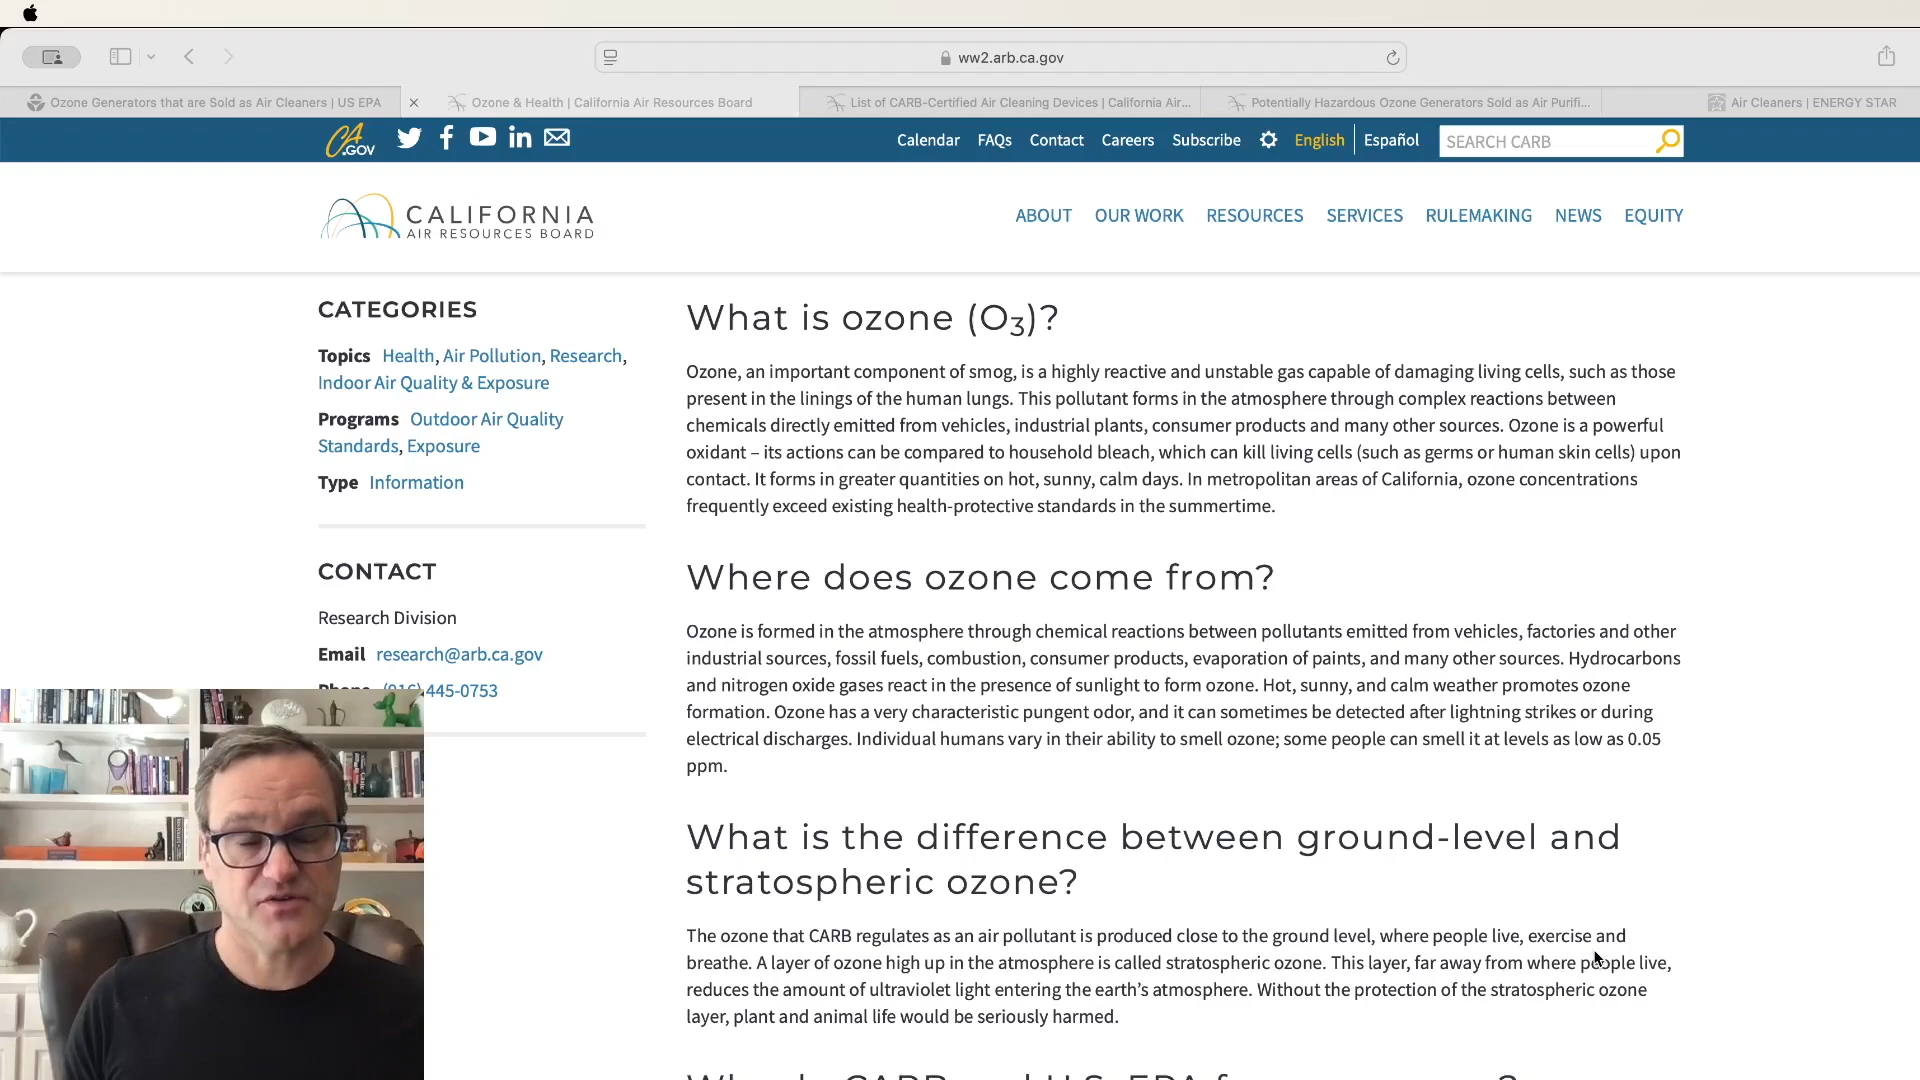 ww2.arb.ca.gov
Ozone Generators that are Sold as Air Cleaners | US EPA
Ozone & Health | California Air Resources Board
List of CARB-Certified Air Cleaning Devices | California Air...
Potentially Hazardous Ozone Generators Sold as Air Purifi...
Air Cleaners | ENERGY STAR
CA.GOV
Calendar FAQs Contact Careers Subscribe English Español SEARCH CARB
CALIFORNIA
AIR RESOURCES BOARD
ABOUT OUR WORK RESOURCES SERVICES RULEMAKING NEWS EQUITY
CATEGORIES
Topics Health, Air Pollution, Research,
Indoor Air Quality & Exposure
Programs Outdoor Air Quality
Standards, Exposure
Type Information
CONTACT
Research Division
Email research@arb.ca.gov
Phone (916) 445-0753
What is ozone (O₃)?
Ozone, an important component of smog, is a highly reactive and unstable gas capable of damaging living cells, such as those
present in the linings of the human lungs. This pollutant forms in the atmosphere through complex reactions between
chemicals directly emitted from vehicles, industrial plants, consumer products and many other sources. Ozone is a powerful
oxidant – its actions can be compared to household bleach, which can kill living cells (such as germs or human skin cells) upon
contact. It forms in greater quantities on hot, sunny, calm days. In metropolitan areas of California, ozone concentrations
frequently exceed existing health-protective standards in the summertime.
Where does ozone come from?
Ozone is formed in the atmosphere through chemical reactions between pollutants emitted from vehicles, factories and other
industrial sources, fossil fuels, combustion, consumer products, evaporation of paints, and many other sources. Hydrocarbons
and nitrogen oxide gases react in the presence of sunlight to form ozone. Hot, sunny, and calm weather promotes ozone
formation. Ozone has a very characteristic pungent odor, and it can sometimes be detected after lightning strikes or during
electrical discharges. Individual humans vary in their ability to smell ozone; some people can smell it at levels as low as 0.05
ppm.
What is the difference between ground-level and
stratospheric ozone?
The ozone that CARB regulates as an air pollutant is produced close to the ground level, where people live, exercise and
breathe. A layer of ozone high up in the atmosphere is called stratospheric ozone. This layer, far away from where people live,
reduces the amount of ultraviolet light entering the earth's atmosphere. Without the protection of the stratospheric ozone
layer, plant and animal life would be seriously harmed.